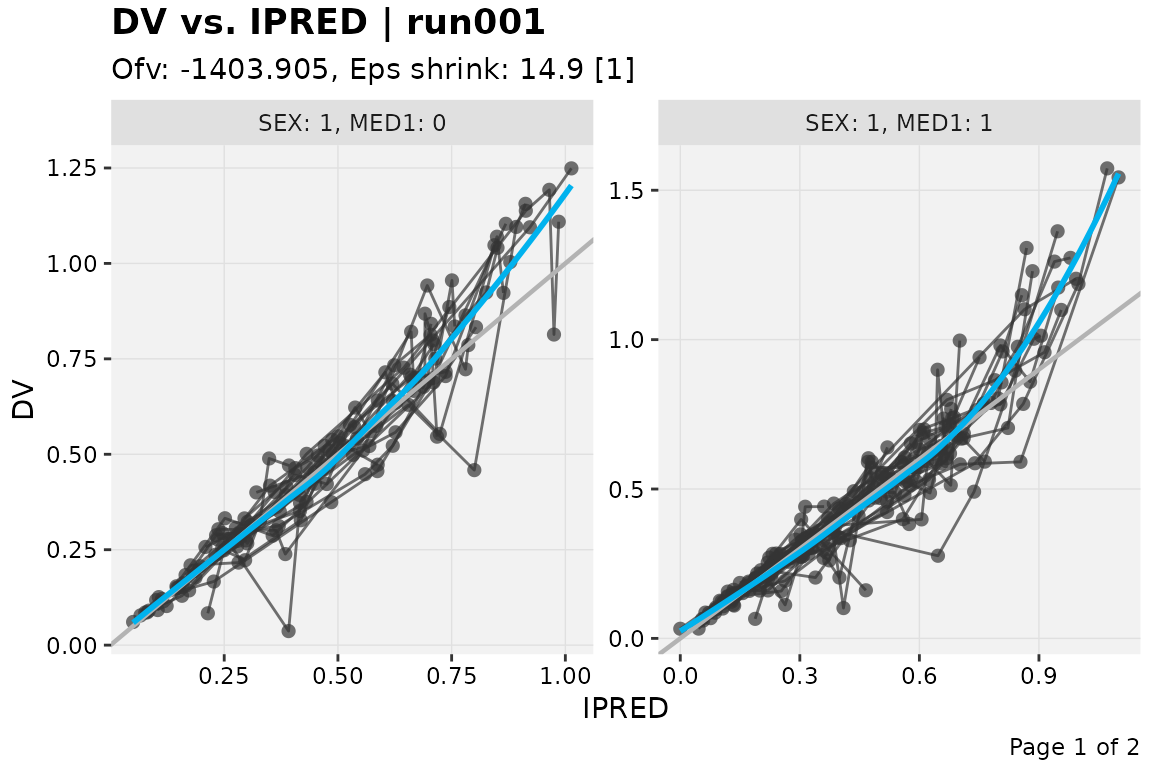 DV vs. IPRED | run001
Ofv: -1403.905, Eps shrink: 14.9 [1]
SEX: 1, MED1: 0
SEX: 1, MED1: 1
1.25
1.00
0.75
0.50
0.25
0.00
1.5
1.0
0.5
0.0
DV
0.25 0.50 0.75 1.00
0.0 0.3 0.6 0.9
IPRED
Page 1 of 2